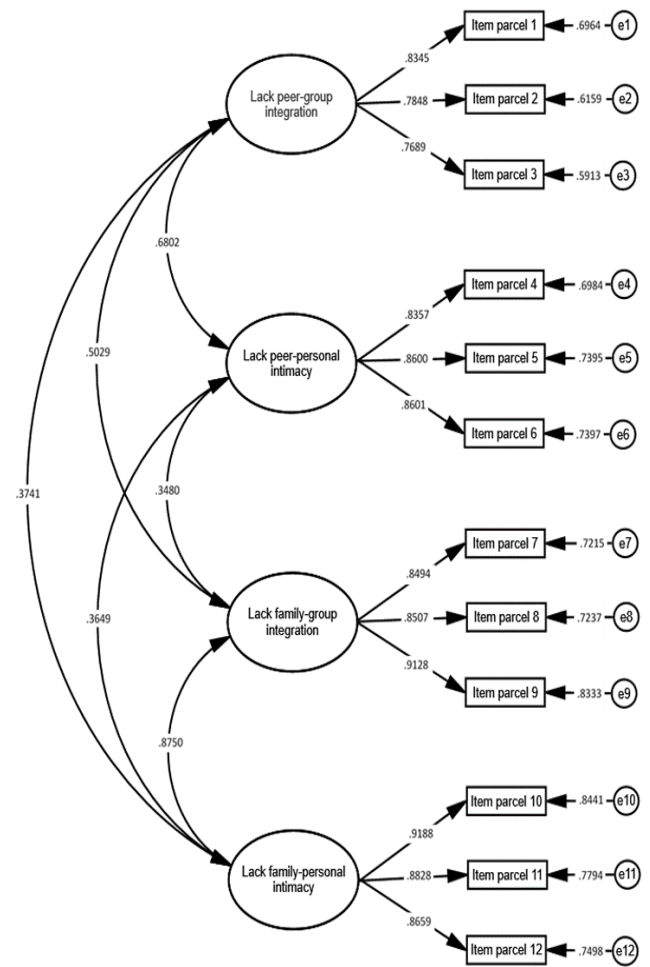 Item parcel 1
.6964
e1
.8345
Lack peer-group
integration
.7848
Item parcel 2
.6159
e2
.7689
Item parcel 3
.5913
e3
.6802
Item parcel 4
.6984
e4
.8357
.5029
Lack peer-personal
intimacy
.8600
Item parcel 5
.7395
e5
.8601
Item parcel 6
.7397
e6
.3741
.3480
Item parcel 7
.7215
e7
.8494
.3649
Lack family-group
integration
.8507
Item parcel 8
.7237
e8
.9128
Item parcel 9
.8333
e9
.8750
Item parcel 10
.8441
e10
.9188
Lack family-personal
intimacy
.8828
Item parcel 11
.7794
e11
.8659
Item parcel 12
.7498
e12